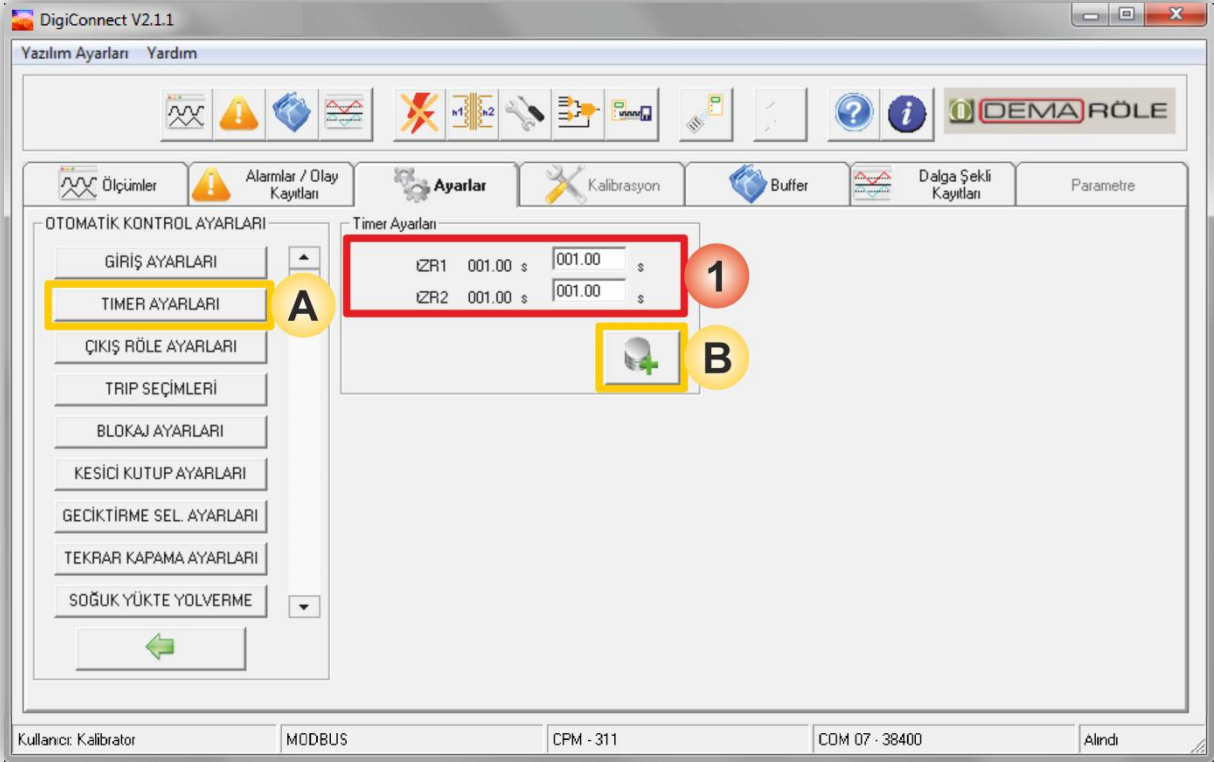 DigiConnect V2.1.1
Yazılım Ayarları Yardım
n1 n2
DEMA RÖLE
Ölçümler
Alarmlar / Olay
Kayıtları
Ayarlar
Kalibrasyon
Buffer
Dalga Şekli
Kayıtları
Parametre
OTOMATİK KONTROL AYARLARI
GİRİŞ AYARLARI
TIMER AYARLARI
A
ÇIKIŞ RÖLE AYARLARI
TRIP SEÇİMLERİ
BLOKAJ AYARLARI
KESİCİ KUTUP AYARLARI
GECİKTİRME SEL. AYARLARI
TEKRAR KAPAMA AYARLARI
SOĞUK YÜKTE YOLVERME
Timer Ayarları
tZR1 001.00 s 001.00 s
tZR2 001.00 s 001.00 s
1
B
Kullanıcı: Kalibrator MODBUS CPM - 311 COM 07 - 38400 Alındı